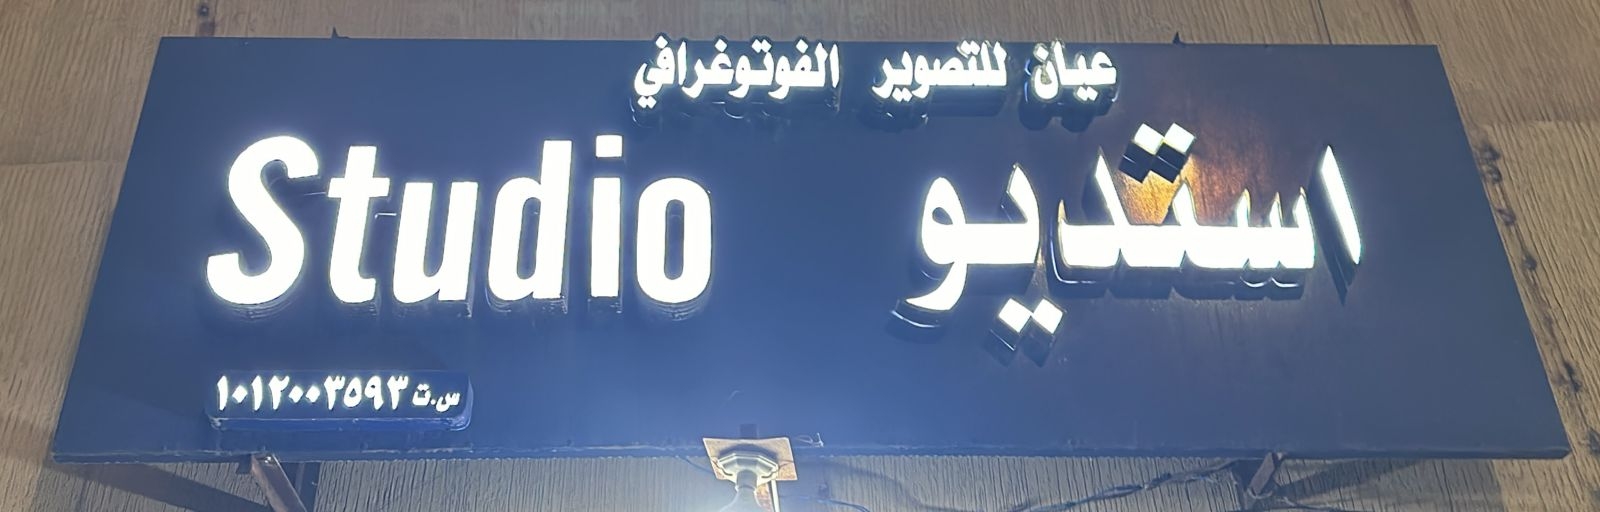 عيان للتصوير الفوتوغرافي
استديو Studio
س.ت ١٠١٢٠٠٣٥٩٣